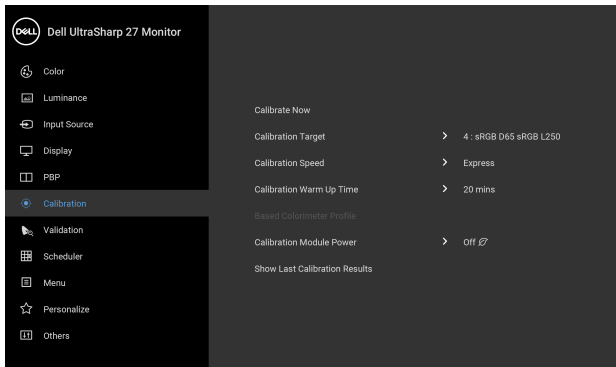 DELL Dell UltraSharp 27 Monitor
Color
Luminance
Input Source
Display
PBP
Calibration
Validation
Scheduler
Menu
Personalize
Others
Calibrate Now
Calibration Target > 4 : sRGB D65 sRGB L250
Calibration Speed > Express
Calibration Warm Up Time > 20 mins
Based Colorimeter Profile
Calibration Module Power > Off
Show Last Calibration Results